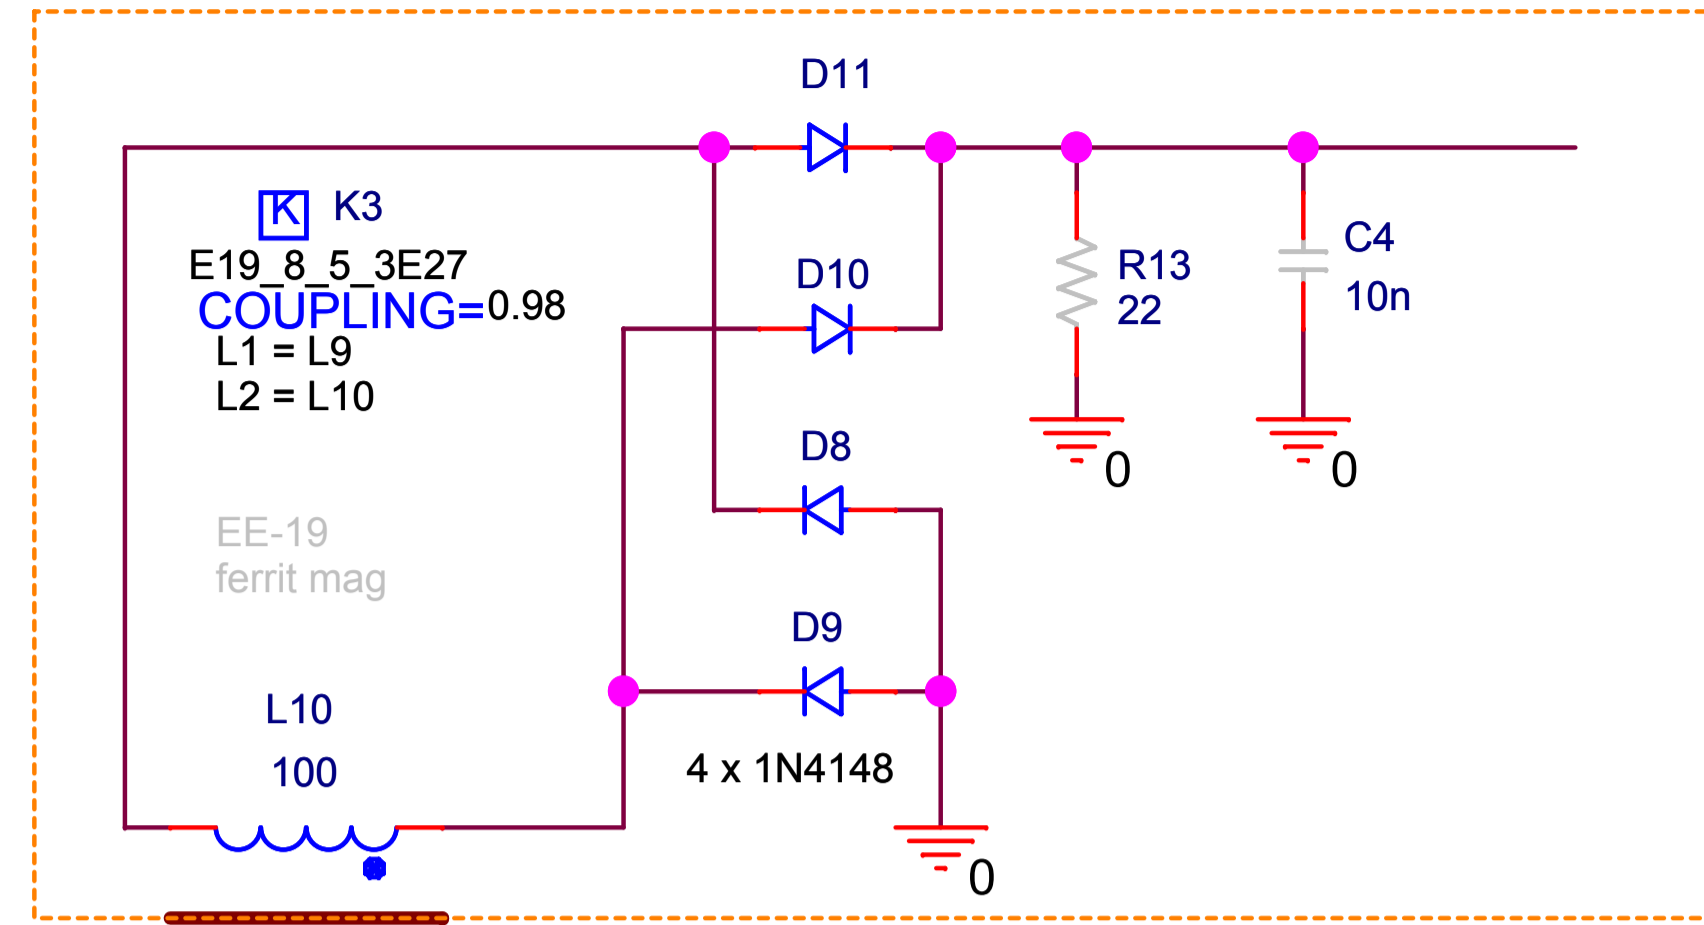 D11
K K3
E19_8_5_3E27
COUPLING=0.98
L1 = L9
L2 = L10
D10
R13
22
C4
10n
D8
0
0
EE-19
ferrit mag
D9
L10
100
4 x 1N4148
0